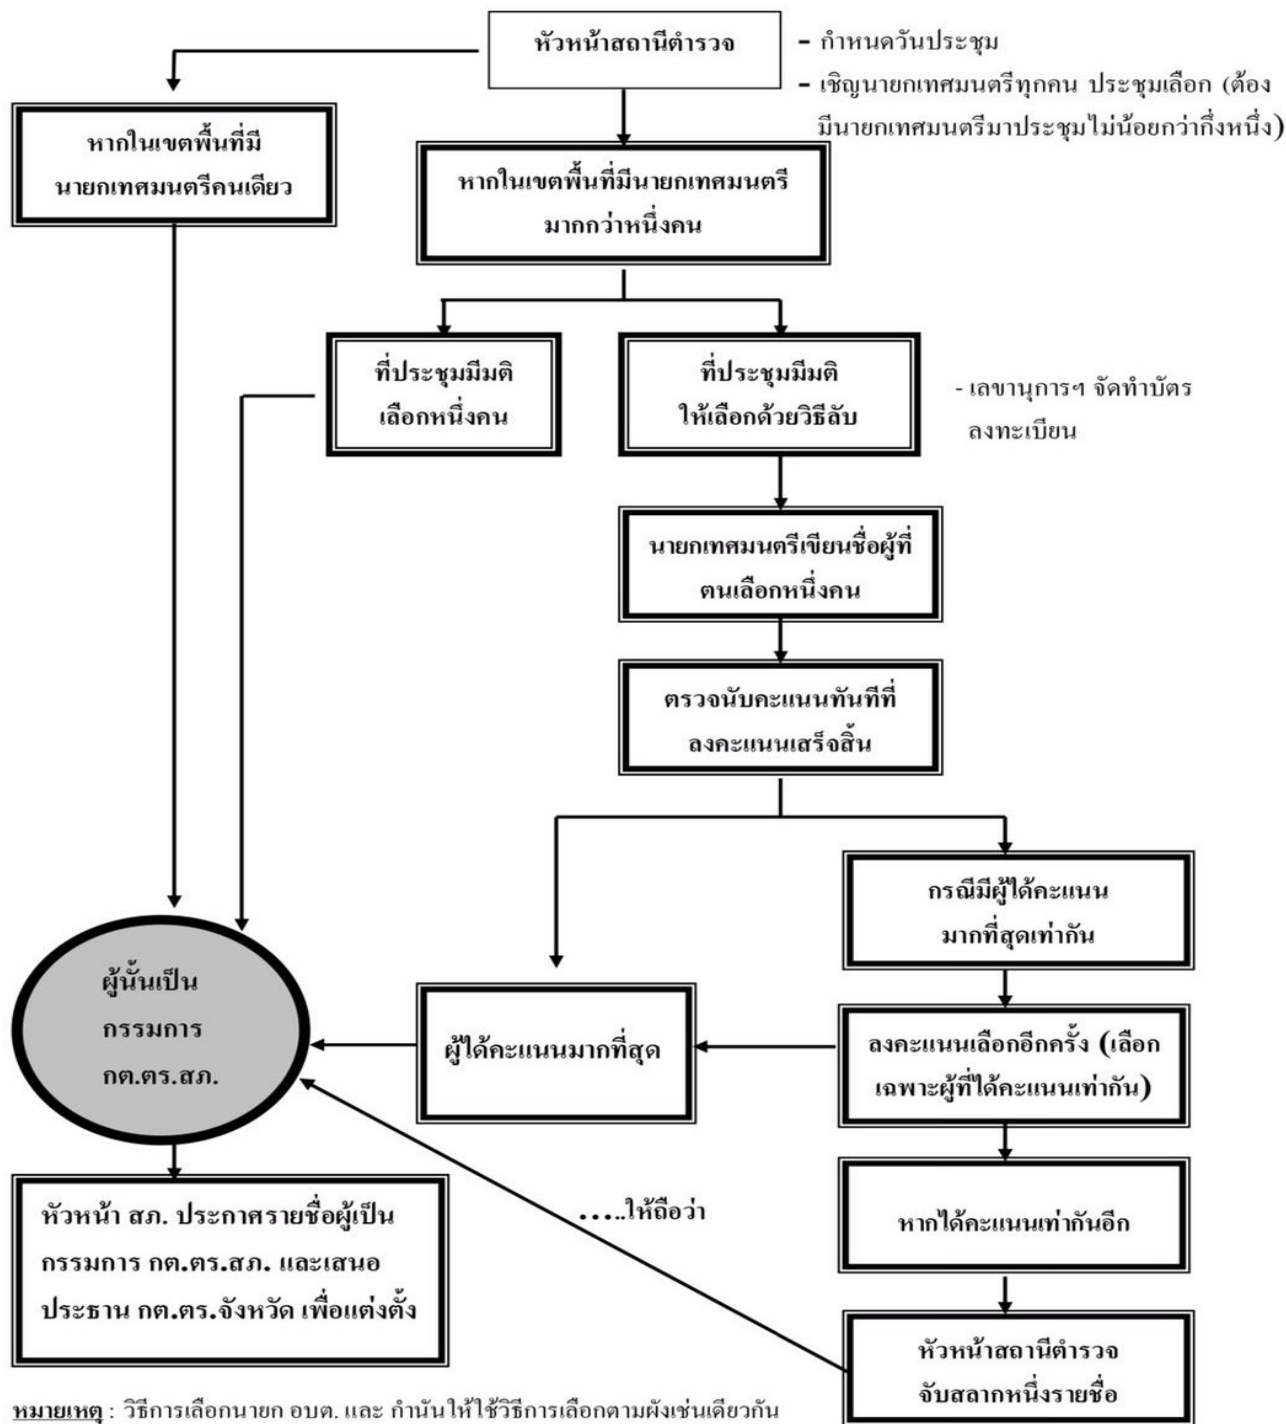 หัวหน้าสถานีตำรวจ
- กำหนดวันประชุม
- เชิญนายกเทศมนตรีทุกคน ประชุมเลือก (ต้อง
มีนายกเทศมนตรีมาประชุมไม่น้อยกว่ากึ่งหนึ่ง)
หากในเขตพื้นที่มี
นายกเทศมนตรีคนเดียว
หากในเขตพื้นที่มีนายกเทศมนตรี
มากกว่าหนึ่งคน
ที่ประชุมมีมติ
เลือกหนึ่งคน
ที่ประชุมมีมติ
ให้เลือกด้วยวิธีลับ
- เลขานุการฯ จัดทำบัตร
ลงทะเบียน
นายกเทศมนตรีเขียนชื่อผู้ที่
ตนเลือกหนึ่งคน
ตรวจนับคะแนนทันทีที่
ลงคะแนนเสร็จสิ้น
กรณีมีผู้ได้คะแนน
มากที่สุดเท่ากัน
ผู้นั้นเป็น
กรรมการ
กต.ตร.สภ.
ผู้ได้คะแนนมากที่สุด
ลงคะแนนเลือกอีกครั้ง (เลือก
เฉพาะผู้ที่ได้คะแนนเท่ากัน)
หากได้คะแนนเท่ากันอีก
.....ให้ถือว่า
หัวหน้า สภ. ประกาศรายชื่อผู้เป็น
กรรมการ กต.ตร.สภ. และเสนอ
ประธาน กต.ตร.จังหวัด เพื่อแต่งตั้ง
หัวหน้าสถานีตำรวจ
จับสลากหนึ่งรายชื่อ
หมายเหตุ : วิธีการเลือกนายก อบต. และ กำนัน ให้ใช้วิธีการเลือกตามผังเช่นเดียวกัน